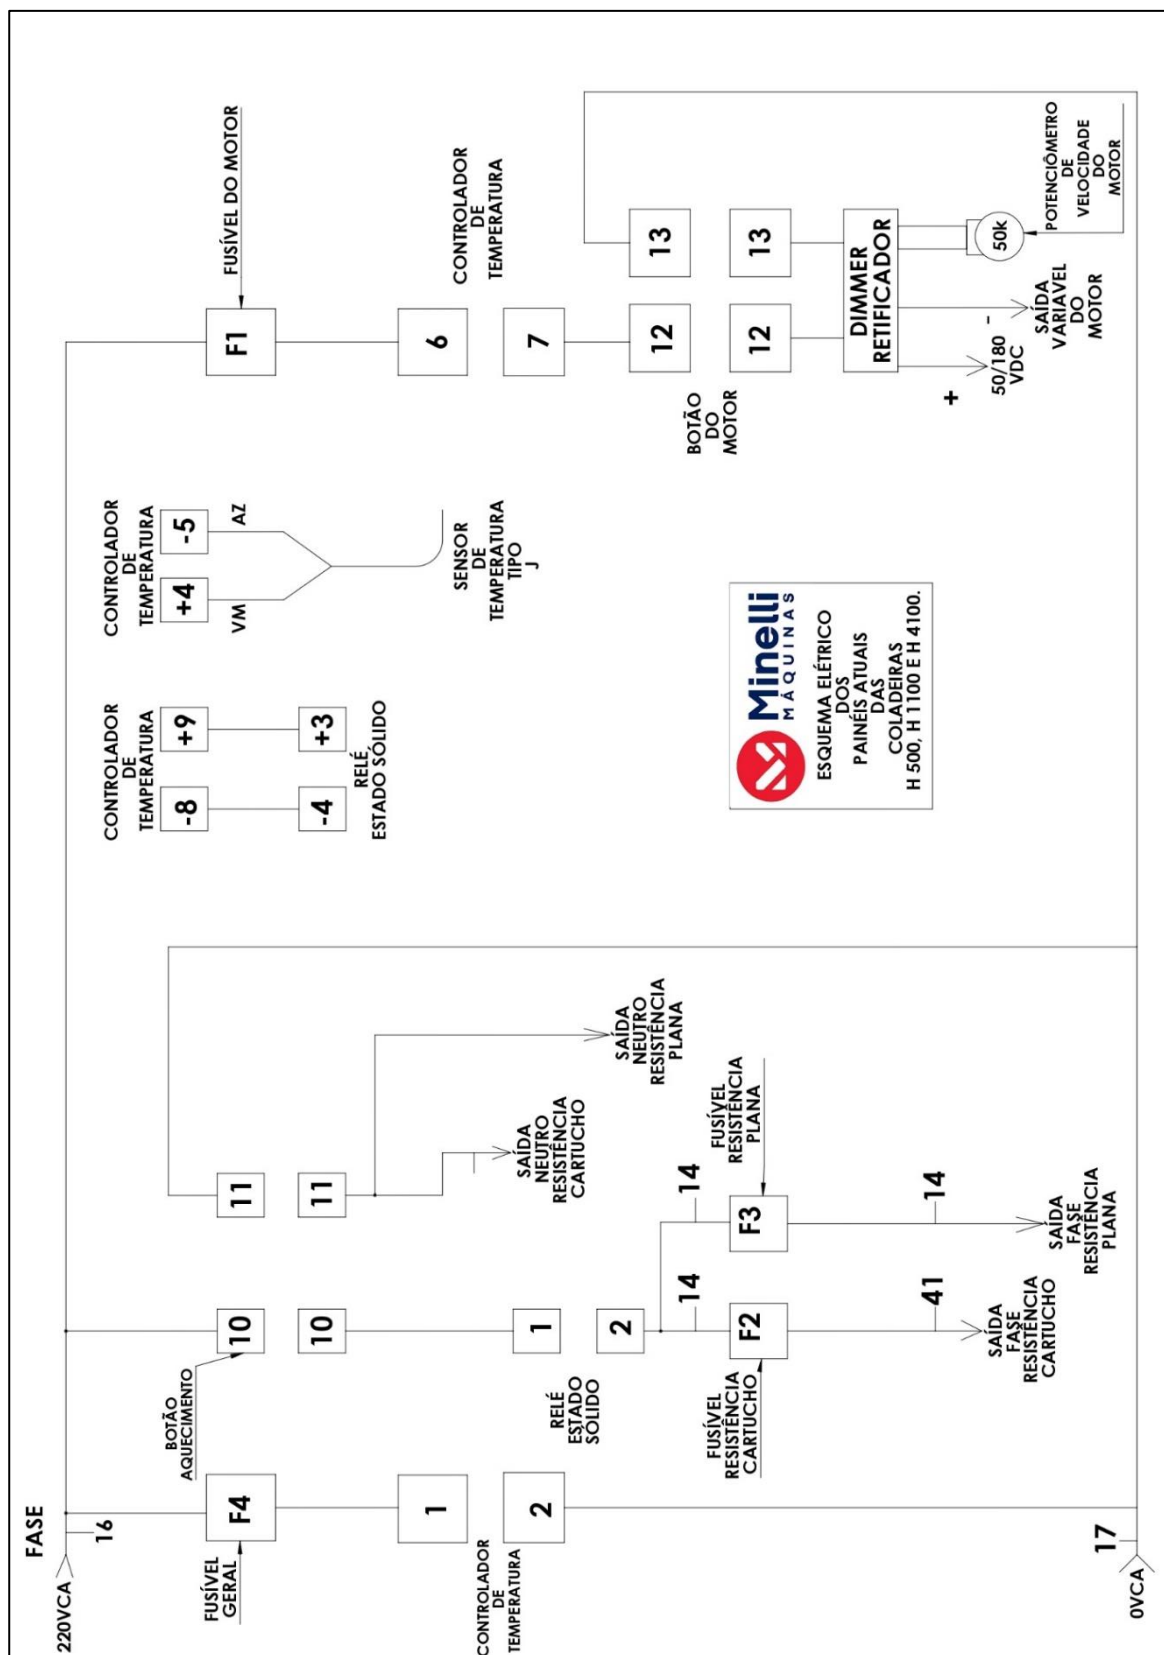 FASE
220VCA
16
FUSÍVEL
GERAL
F4
1
2
CONTROLADOR
DE
TEMPERATURA
17
0VCA
BOTÃO
AQUECIMENTO
10
10
1
2
RELÉ
ESTADO
SÓLIDO
14
14
FUSÍVEL
RESISTÊNCIA
CARTUCHO
F2
F3
FUSÍVEL
RESISTÊNCIA
PLANA
41
14
SAÍDA
FASE
RESISTÊNCIA
CARTUCHO
SAÍDA
FASE
RESISTÊNCIA
PLANA
11
11
SAÍDA
NEUTRO
RESISTÊNCIA
CARTUCHO
SAÍDA
NEUTRO
RESISTÊNCIA
PLANA
CONTROLADOR
DE
TEMPERATURA
-8
+9
-4
+3
RELÉ
ESTADO SÓLIDO
CONTROLADOR
DE
TEMPERATURA
+4
-5
VM
AZ
SENSOR
DE
TEMPERATURA
TIPO
J
Minelli
MÁQUINAS
ESQUEMA ELÉTRICO
DOS
PAINÉIS ATUAIS
DAS
COLADEIRAS
H 500, H 1100 E H 4100.
FUSÍVEL DO MOTOR
F1
6
7
CONTROLADOR
DE
TEMPERATURA
12
13
12
13
BOTÃO
DO
MOTOR
DIMMER
RETIFICADOR
+
-
50/180
VDC
SAÍDA
VARIAVEL
DO
MOTOR
50k
POTENCIÔMETRO
DE
VELOCIDADE
DO
MOTOR